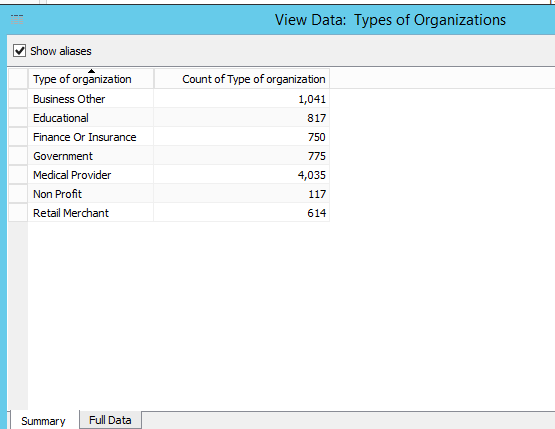 View Data: Types of Organizations
Show aliases
Type of organization Count of Type of organization
Business Other 1,041
Educational 817
Finance Or Insurance 750
Government 775
Medical Provider 4,035
Non Profit 117
Retail Merchant 614
Summary Full Data